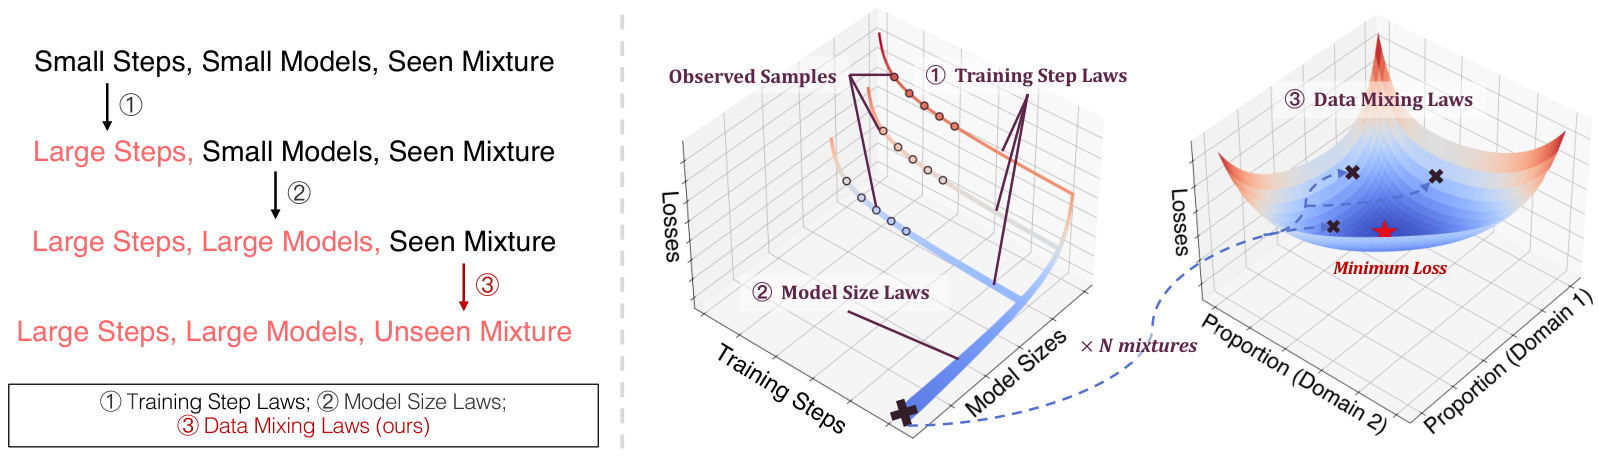 Small Steps, Small Models, Seen Mixture
①
Large Steps, Small Models, Seen Mixture
②
Large Steps, Large Models, Seen Mixture
③
Large Steps, Large Models, Unseen Mixture
① Training Step Laws; ② Model Size Laws;
③ Data Mixing Laws (ours)
Observed Samples
① Training Step Laws
Losses
② Model Size Laws
Training Steps
Model Sizes
× N mixtures
③ Data Mixing Laws
Losses
Minimum Loss
Proportion (Domain 2)
Proportion (Domain 1)